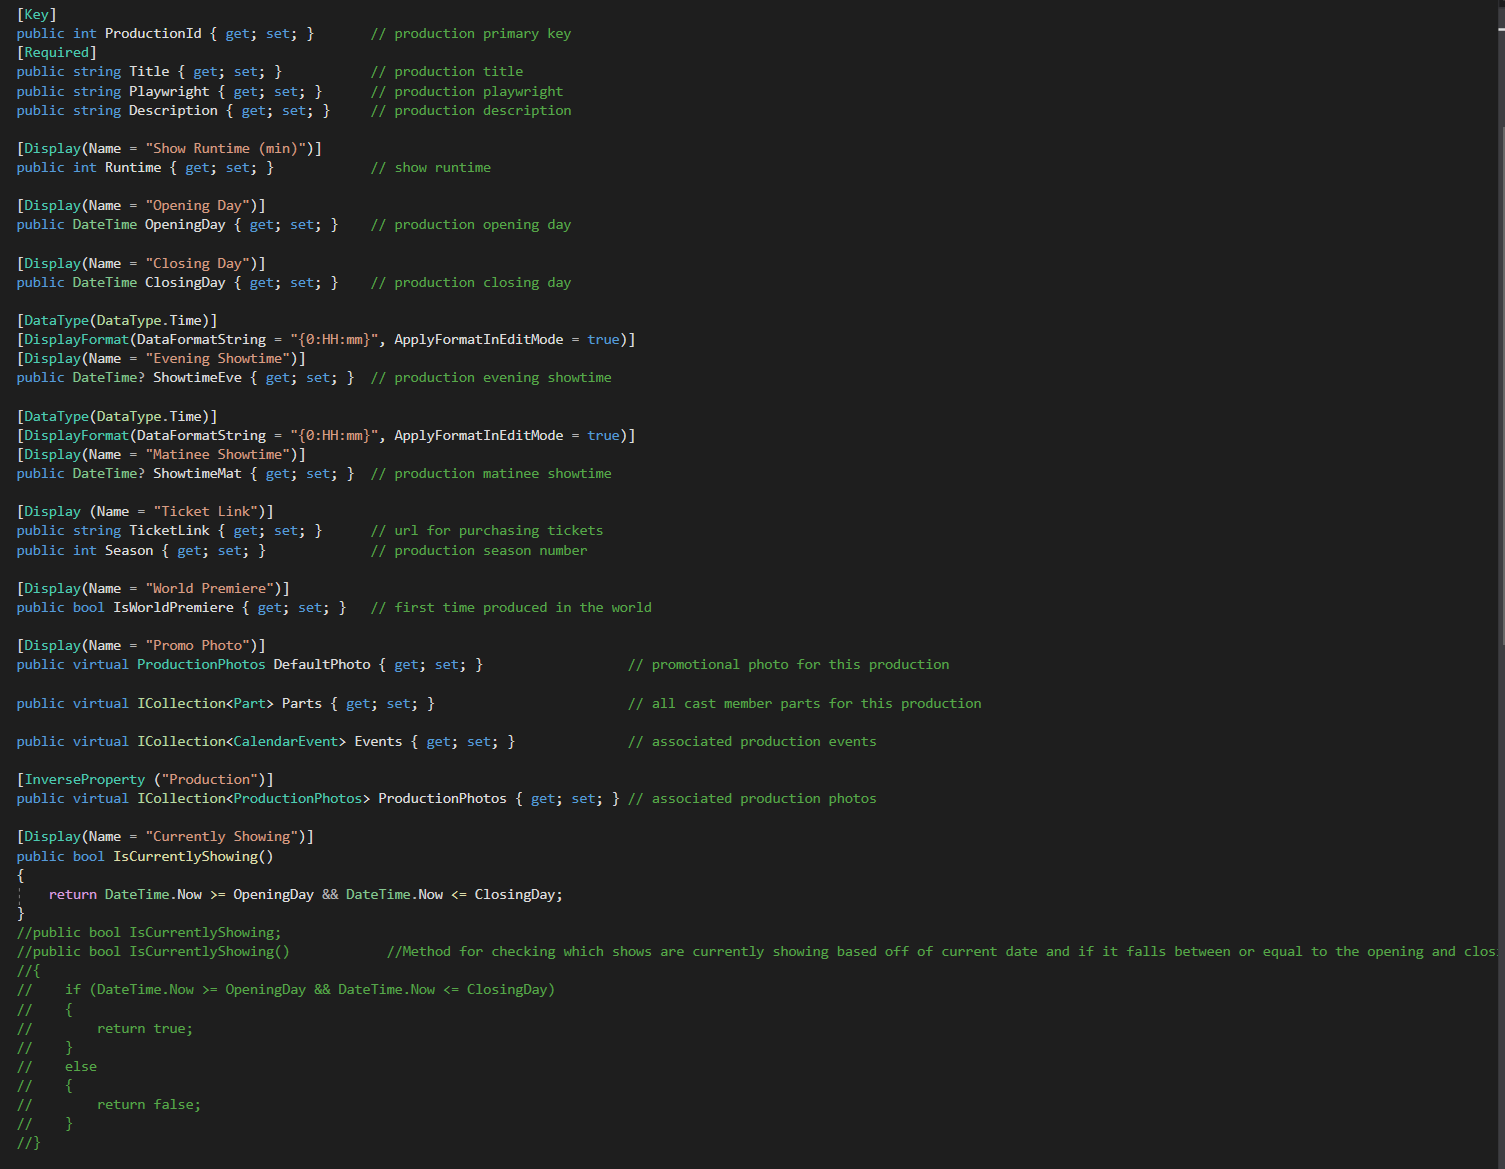 [Key]
public int ProductionId { get; set; }       // production primary key
[Required]
public string Title { get; set; }           // production title
public string Playwright { get; set; }      // production playwright
public string Description { get; set; }     // production description
[Display(Name = "Show Runtime (min)")]
public int Runtime { get; set; }            // show runtime
[Display(Name = "Opening Day")]
public DateTime OpeningDay { get; set; }    // production opening day
[Display(Name = "Closing Day")]
public DateTime ClosingDay { get; set; }    // production closing day
[DataType(DataType.Time)]
[DisplayFormat(DataFormatString = "{0:HH:mm}", ApplyFormatInEditMode = true)]
[Display(Name = "Evening Showtime")]
public DateTime? ShowtimeEve { get; set; }  // production evening showtime
[DataType(DataType.Time)]
[DisplayFormat(DataFormatString = "{0:HH:mm}", ApplyFormatInEditMode = true)]
[Display(Name = "Matinee Showtime")]
public DateTime? ShowtimeMat { get; set; }  // production matinee showtime
[Display (Name = "Ticket Link")]
public string TicketLink { get; set; }      // url for purchasing tickets
public int Season { get; set; }             // production season number
[Display(Name = "World Premiere")]
public bool IsWorldPremiere { get; set; }   // first time produced in the world
[Display(Name = "Promo Photo")]
public virtual ProductionPhotos DefaultPhoto { get; set; }                  // promotional photo for this production
public virtual ICollection<Part> Parts { get; set; }                        // all cast member parts for this production
public virtual ICollection<CalendarEvent> Events { get; set; }              // associated production events
[InverseProperty ("Production")]
public virtual ICollection<ProductionPhotos> ProductionPhotos { get; set; } // associated production photos
[Display(Name = "Currently Showing")]
public bool IsCurrentlyShowing()
{
    return DateTime.Now >= OpeningDay && DateTime.Now <= ClosingDay;
}
//public bool IsCurrentlyShowing;
//public bool IsCurrentlyShowing()            //Method for checking which shows are currently showing based off of current date and if it falls between or equal to the opening and clos
//{
//    if (DateTime.Now >= OpeningDay && DateTime.Now <= ClosingDay)
//    {
//        return true;
//    }
//    else
//    {
//        return false;
//    }
//}